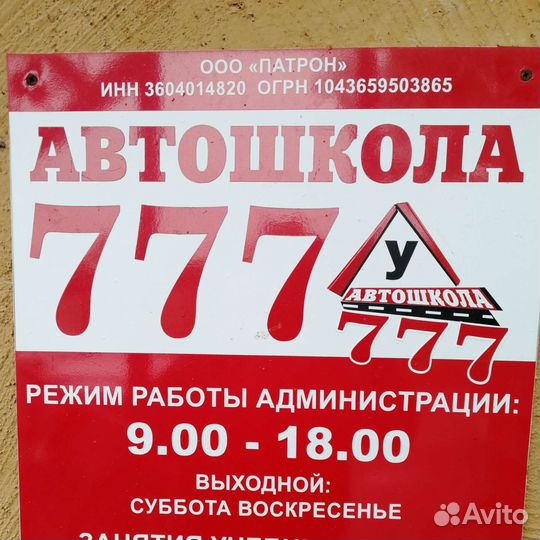 ООО «ПАТРОН»
ИНН 3604014820 ОГРН 1043659503865
АВТОШКОЛА
777
У
АВТОШКОЛА
777
РЕЖИМ РАБОТЫ АДМИНИСТРАЦИИ:
9.00 - 18.00
ВЫХОДНОЙ:
СУББОТА ВОСКРЕСЕНЬЕ
ЗАНЯТИЯ
Avito